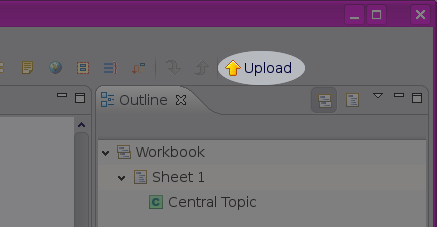 Upload
Outline
Workbook
Sheet 1
C Central Topic